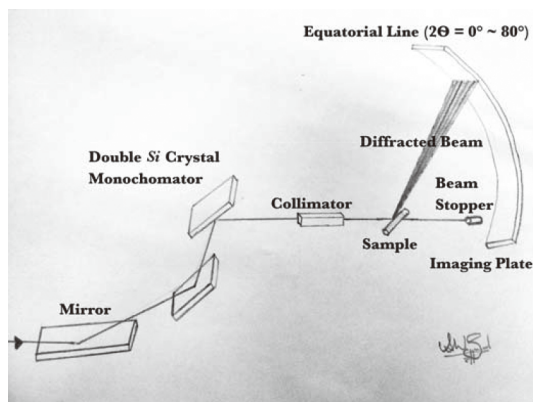 Equatorial Line (2Θ = 0° ~ 80°)
Diffracted Beam
Double Si Crystal
Monochomator
Beam
Stopper
Collimator
Sample
Imaging Plate
Mirror